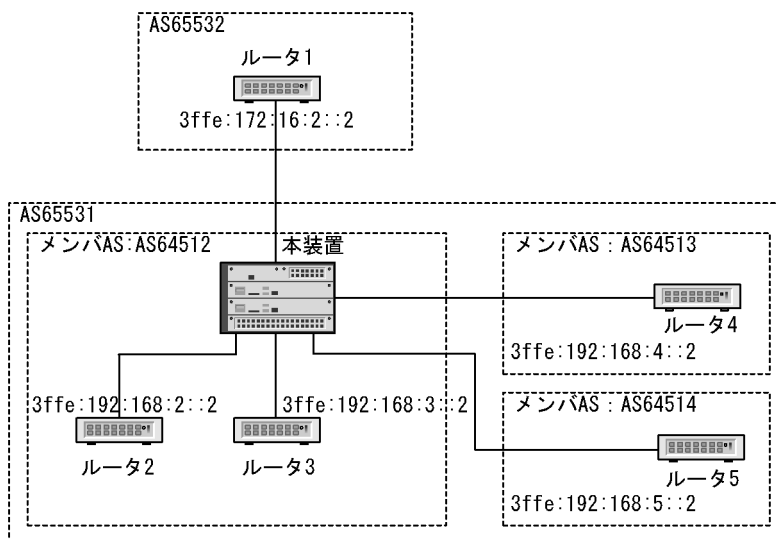 AS65532
ルータ1
3ffe:172:16:2::2
AS65531
メンバAS:AS64512
本装置
メンバAS：AS64513
ルータ4
3ffe:192:168:4::2
3ffe:192:168:2::2
3ffe:192:168:3::2
メンバAS：AS64514
ルータ2
ルータ3
ルータ5
3ffe:192:168:5::2